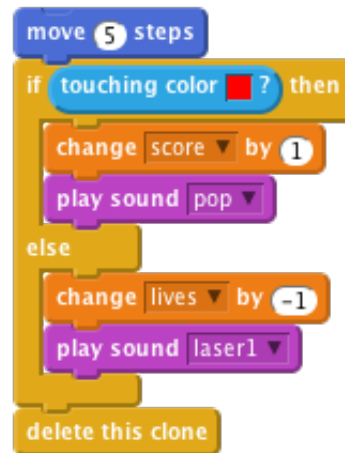 move 5 steps
if touching color ? then
change score by 1
play sound pop
else
change lives by -1
play sound laser1
delete this clone